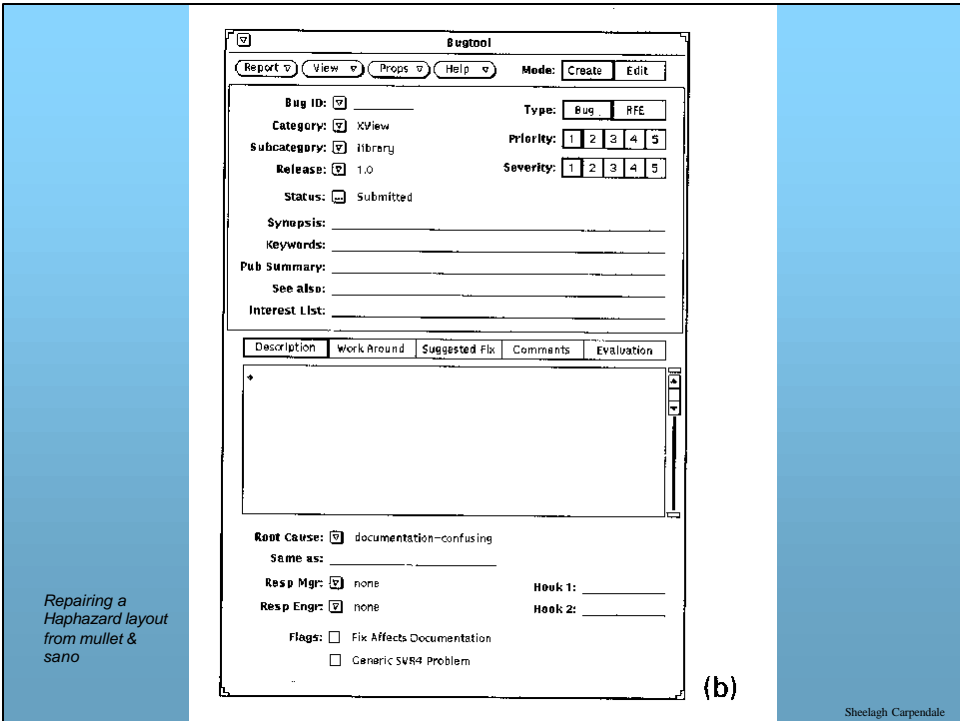 Bugtool
Report View Props Help Mode: Create Edit
Bug ID: Type: Bug RFE
Category: XView
Priority: 1 2 3 4 5
Subcategory: library
Release: 1.0 Severity: 1 2 3 4 5
Status: ... Submitted
Synopsis:
Keywords:
Pub Summary:
See also:
Interest List:
Description Work Around Suggested Fix Comments Evaluation
Root Cause: documentation-confusing
Same as:
Resp Mgr: none Hook 1:
Resp Engr: none Hook 2:
Flags: Fix Affects Documentation
Generic SVR4 Problem
(b)
Repairing a
Haphazard layout
from mullet &
sano
Sheelagh Carpendale